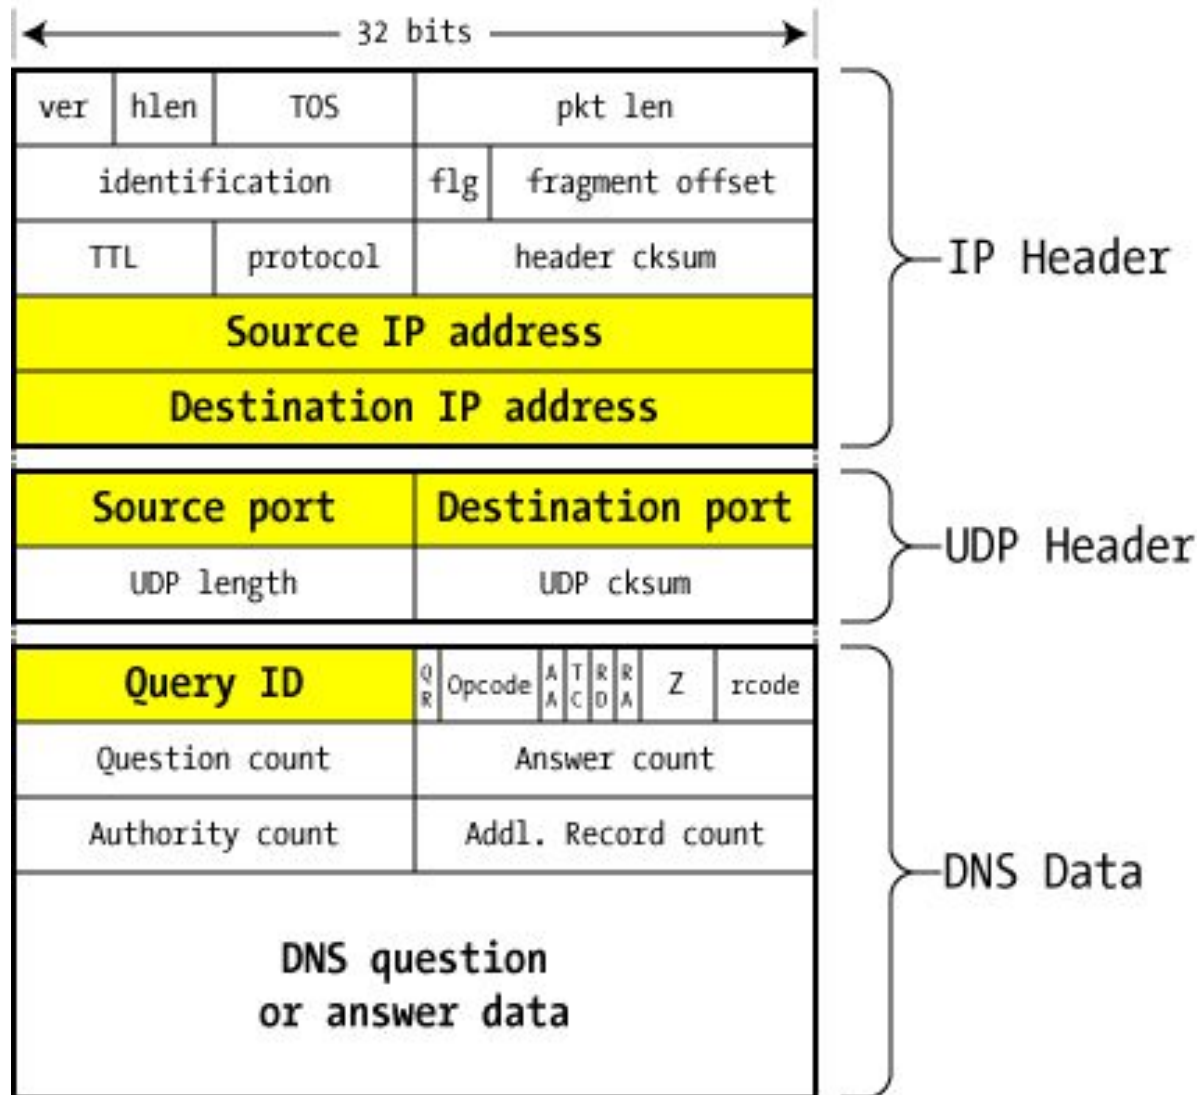 32 bits
ver hlen TOS pkt len
identification flg fragment offset
TTL protocol header cksum
IP Header
Source IP address
Destination IP address
Source port Destination port
UDP Header
UDP length UDP cksum
Query ID QR Opcode AA TC RD RA Z rcode
Question count Answer count
Authority count Addl. Record count
DNS Data
DNS question
or answer data